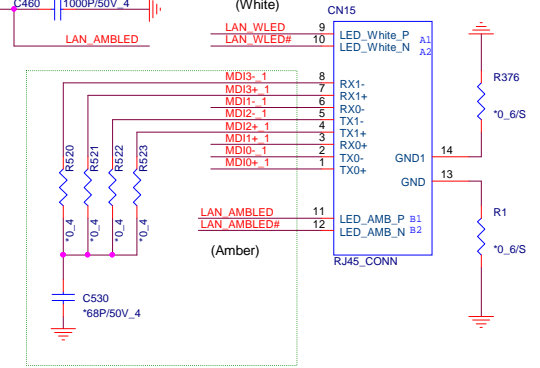 C460
1000P/50V_4
(White)
CN15
LAN_AMBLED
LAN_WLED 9 LED_White_P A1
LAN_WLED# 10 LED_White_N A2
MDI3-_1 8 RX1-
MDI3+_1 7 RX1+
MDI1-_1 6 RX0-
MDI2-_1 5 TX1-
MDI2+_1 4 TX1+
MDI1+_1 3 RX0+
MDI0-_1 2 TX0-
MDI0+_1 1 TX0+
GND1 14
GND 13
R376
*0_6/S
R520
R521
R522
R523
*0_4
*0_4
*0_4
*0_4
LAN_AMBLED 11 LED_AMB_P B1
LAN_AMBLED# 12 LED_AMB_N B2
R1
*0_6/S
(Amber)
RJ45_CONN
C530
*68P/50V_4